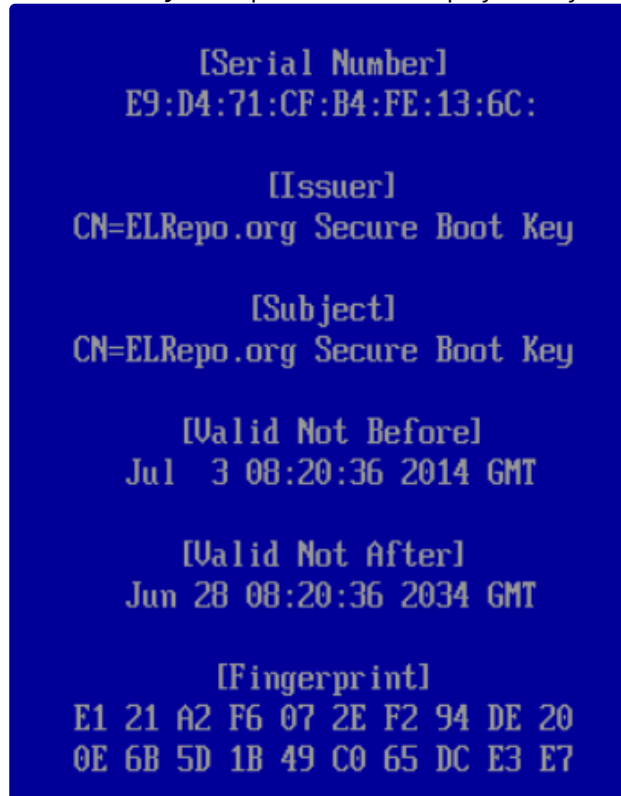 [Serial Number]
E9:D4:71:CF:B4:FE:13:6C:
[Issuer]
CN=ELRepo.org Secure Boot Key
[Subject]
CN=ELRepo.org Secure Boot Key
[Valid Not Before]
Jul  3 08:20:36 2014 GMT
[Valid Not After]
Jun 28 08:20:36 2034 GMT
[Fingerprint]
E1 21 A2 F6 07 2E F2 94 DE 20
0E 6B 5D 1B 49 C0 65 DC E3 E7